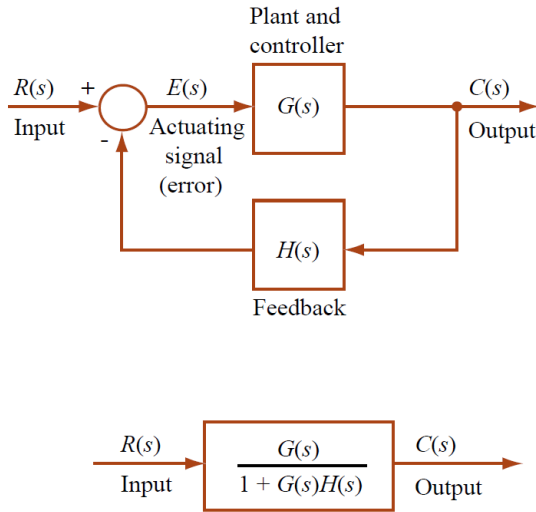 Plant and
controller
R(s) + E(s) G(s) C(s)
Input - Actuating Output
signal
(error)
H(s)
Feedback
R(s) G(s) C(s)
1 + G(s)H(s)
Input Output